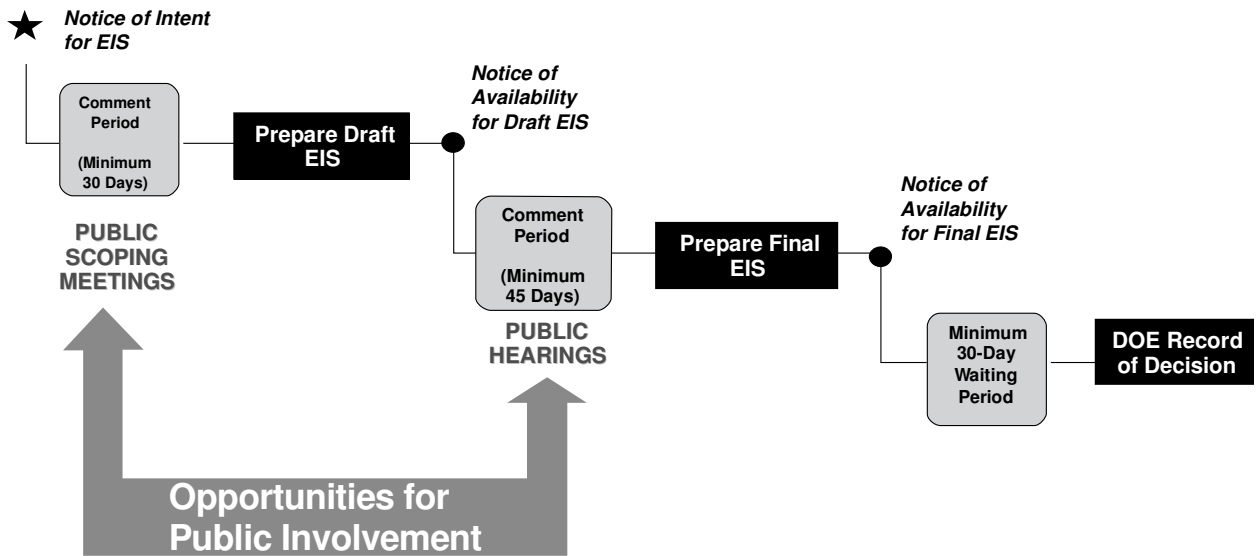 Notice of Intent
for EIS
Comment
Period
(Minimum
30 Days)
PUBLIC
SCOPING
MEETINGS
Prepare Draft
EIS
Notice of
Availability
for Draft EIS
Comment
Period
(Minimum
45 Days)
PUBLIC
HEARINGS
Prepare Final
EIS
Notice of
Availability
for Final EIS
Minimum
30-Day
Waiting
Period
DOE Record
of Decision
Opportunities for
Public Involvement